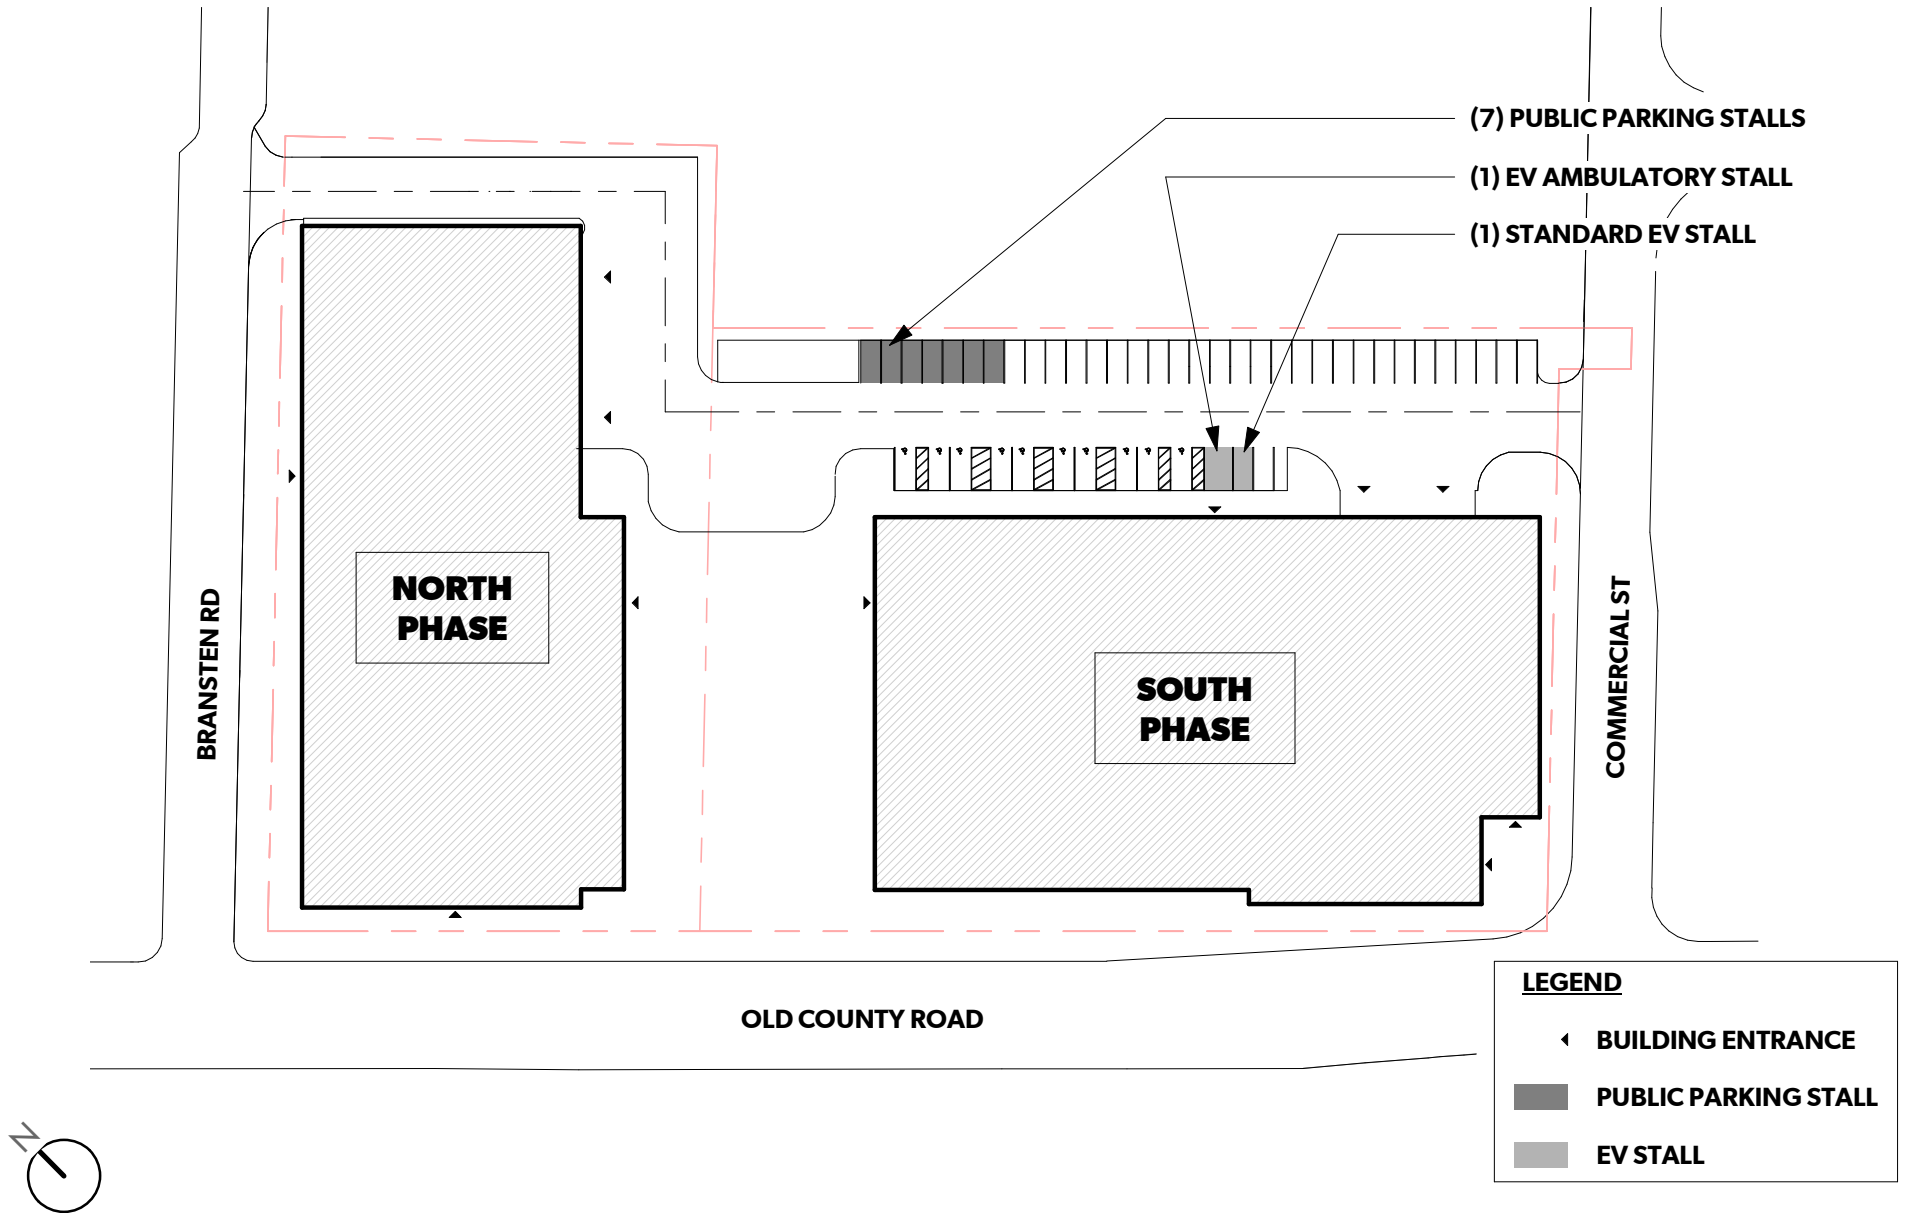 (7) PUBLIC PARKING STALLS
(1) EV AMBULATORY STALL
(1) STANDARD EV STALL
NORTH
PHASE
SOUTH
PHASE
BRANSTEN RD
COMMERCIAL ST
OLD COUNTY ROAD
LEGEND
BUILDING ENTRANCE
PUBLIC PARKING STALL
EV STALL
N